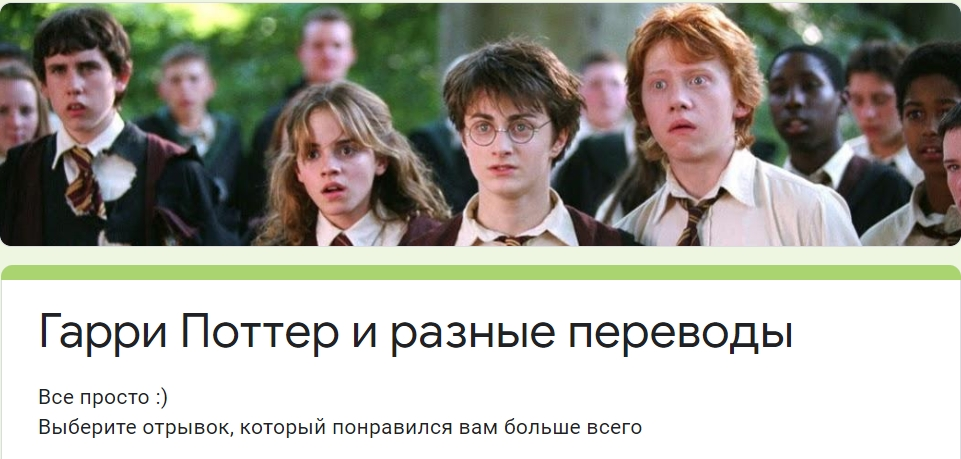 Гарри Поттер и разные переводы
Все просто :)
Выберите отрывок, который понравился вам больше всего